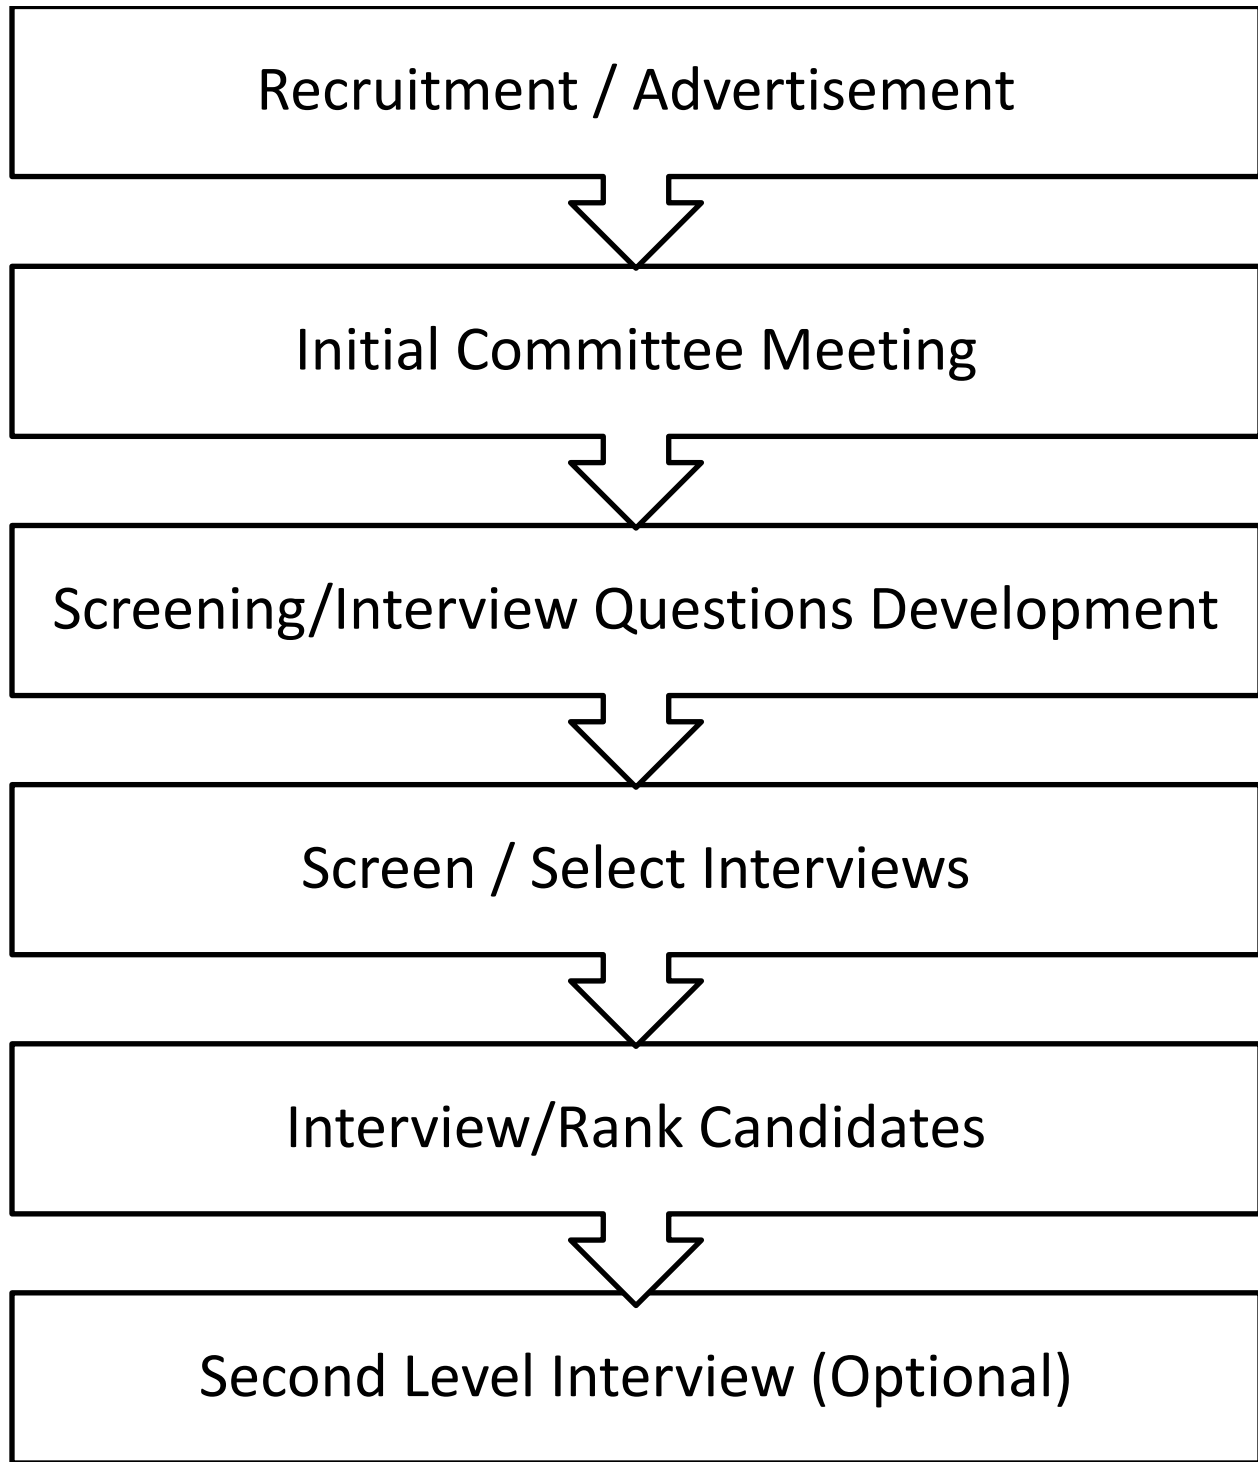 Recruitment / Advertisement
Initial Committee Meeting
Screening/Interview Questions Development
Screen / Select Interviews
Interview/Rank Candidates
Second Level Interview (Optional)